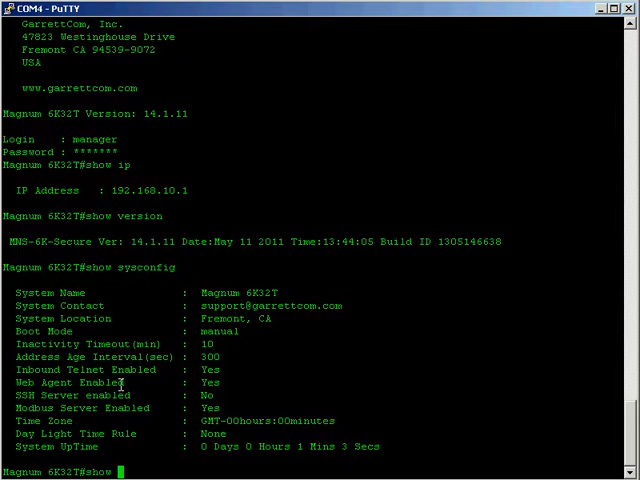 COM4 - PuTTY
GarrettCom, Inc.
47823 Westinghouse Drive
Fremont CA 94539-9072
USA
www.garrettcom.com
Magnum 6K32T Version: 14.1.11
Login : manager
Password : *******
Magnum 6K32T#show ip
IP Address : 192.168.10.1
Magnum 6K32T#show version
MNS-6K-Secure Ver: 14.1.11 Date:May 11 2011 Time:13:44:05 Build ID 1305146638
Magnum 6K32T#show sysconfig
System Name : Magnum 6K32T
System Contact : support@garrettcom.com
System Location : Fremont, CA
Boot Mode : manual
Inactivity Timeout(min) : 10
Address Age Interval(sec) : 300
Inbound Telnet Enabled : Yes
Web Agent Enabled : Yes
SSH Server enabled : No
Modbus Server Enabled : Yes
Time Zone : GMT-00hours:00minutes
Day Light Time Rule : None
System UpTime : 0 Days 0 Hours 1 Mins 3 Secs
Magnum 6K32T#show